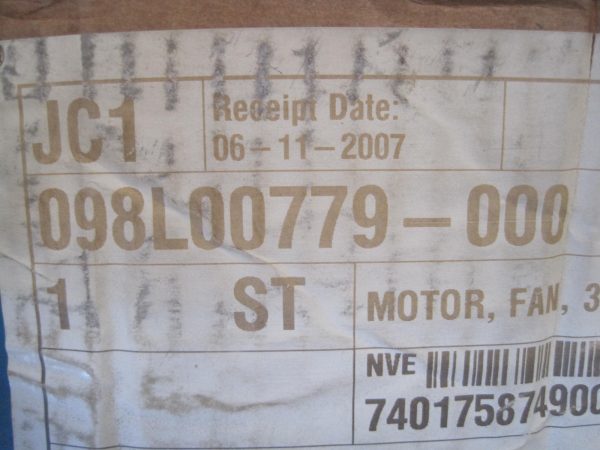 JC1
Receipt Date:
06-11-2007
098L00779-000
1 ST
MOTOR, FAN, 3
NVE
740175874900